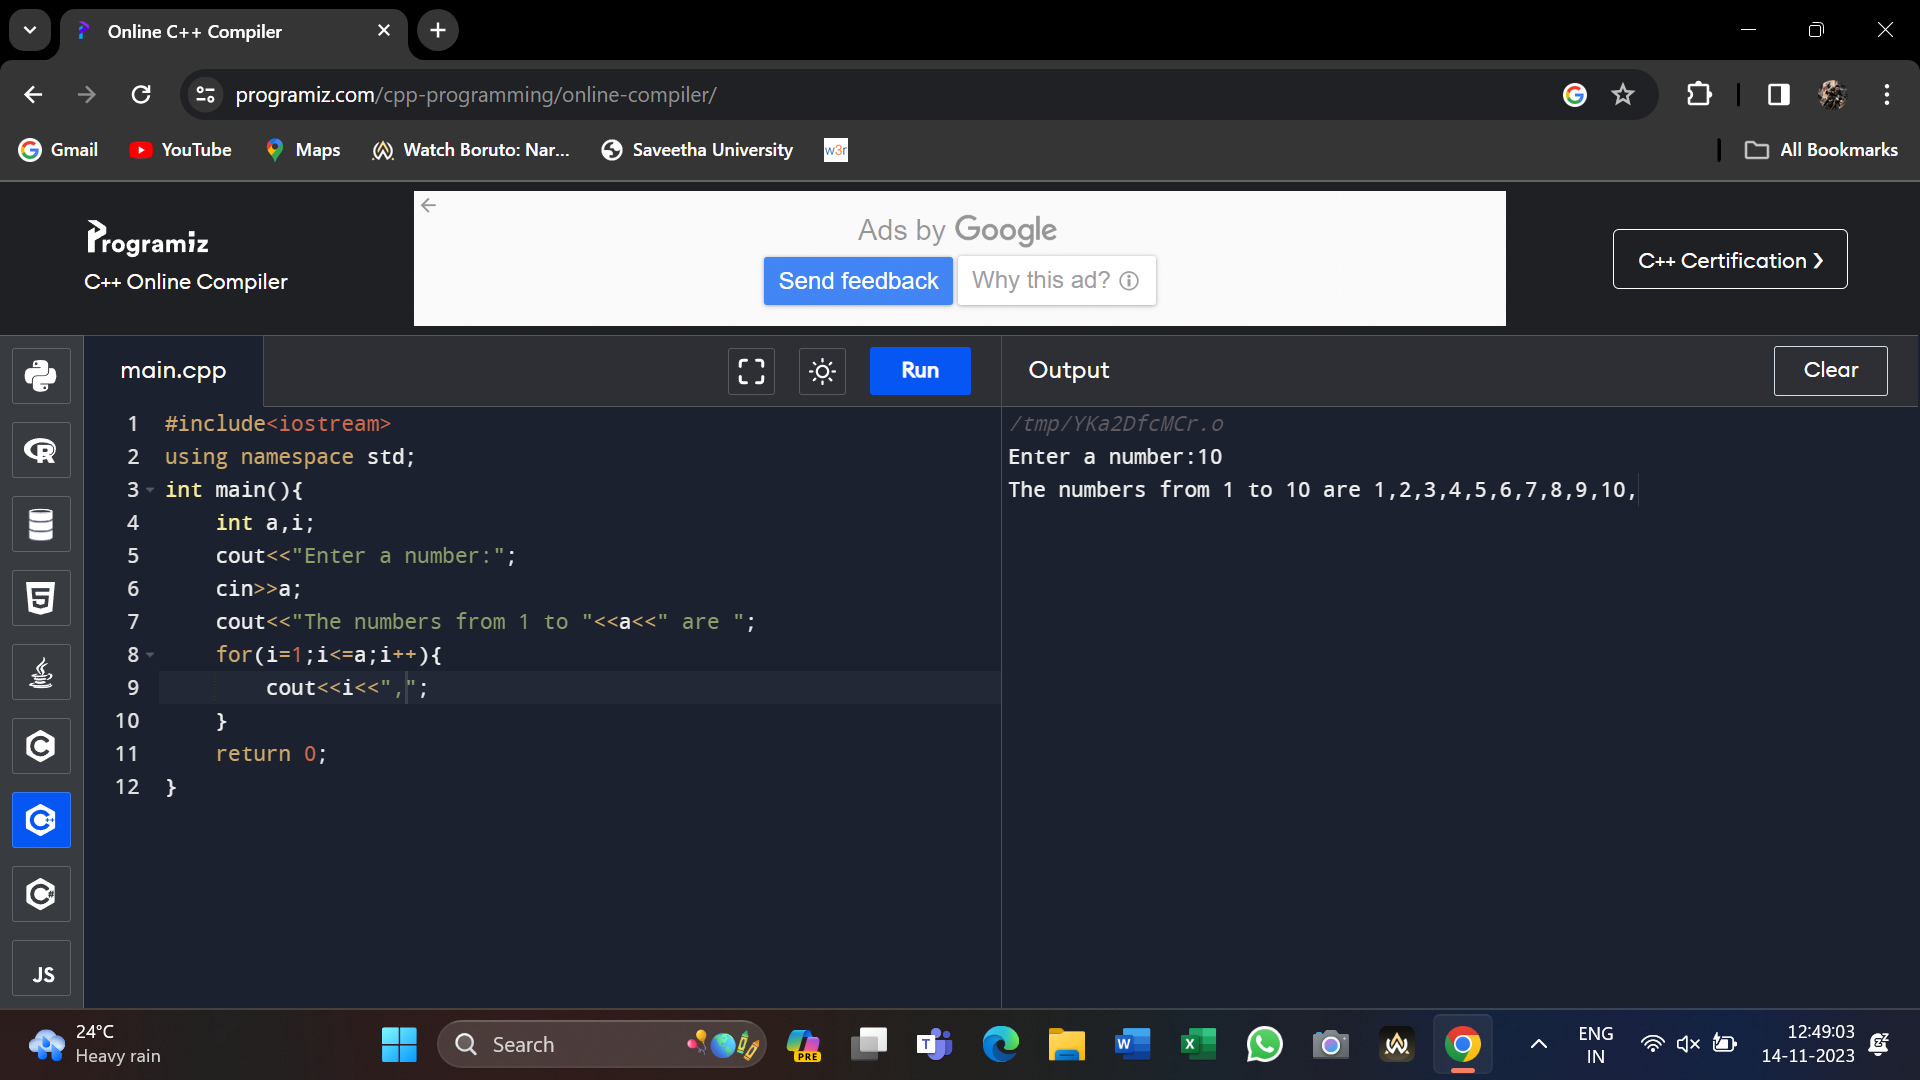 Online C++ Compiler
programiz.com/cpp-programming/online-compiler/
Gmail YouTube Maps Watch Boruto: Nar... Saveetha University w3r All Bookmarks
Programiz
C++ Online Compiler
Ads by Google
Send feedback Why this ad?
C++ Certification ❯
main.cpp Run Output Clear
1 #include<iostream>
2 using namespace std;
3 int main(){
4     int a,i;
5     cout<<"Enter a number:";
6     cin>>a;
7     cout<<"The numbers from 1 to "<<a<<" are ";
8     for(i=1;i<=a;i++){
9         cout<<i<<",";
10     }
11     return 0;
12 }
/tmp/YKa2DfcMCr.o
Enter a number:10
The numbers from 1 to 10 are 1,2,3,4,5,6,7,8,9,10,
JS
24°C
Heavy rain
Search
PRE
ENG
IN
12:49:03
14-11-2023